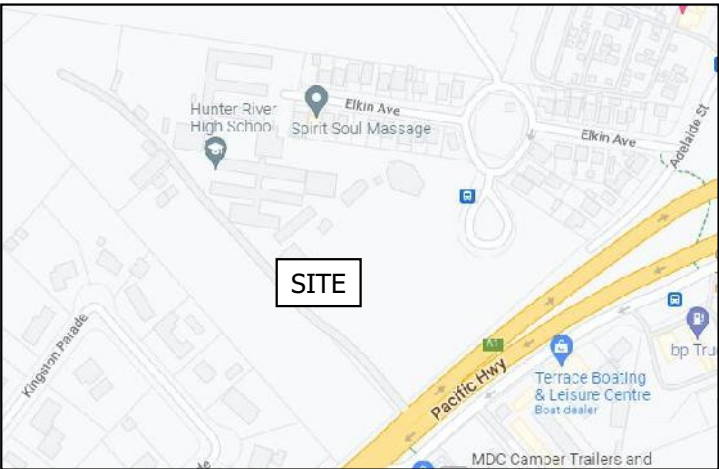 Hunter River
High School
Elkin Ave
Spirit Soul Massage
Elkin Ave
Adelaide St
SITE
Kingston Parade
A1
Pacific Hwy
bp Tru
Terrace Boating
& Leisure Centre
Boat dealer
MDC Camper Trailers and